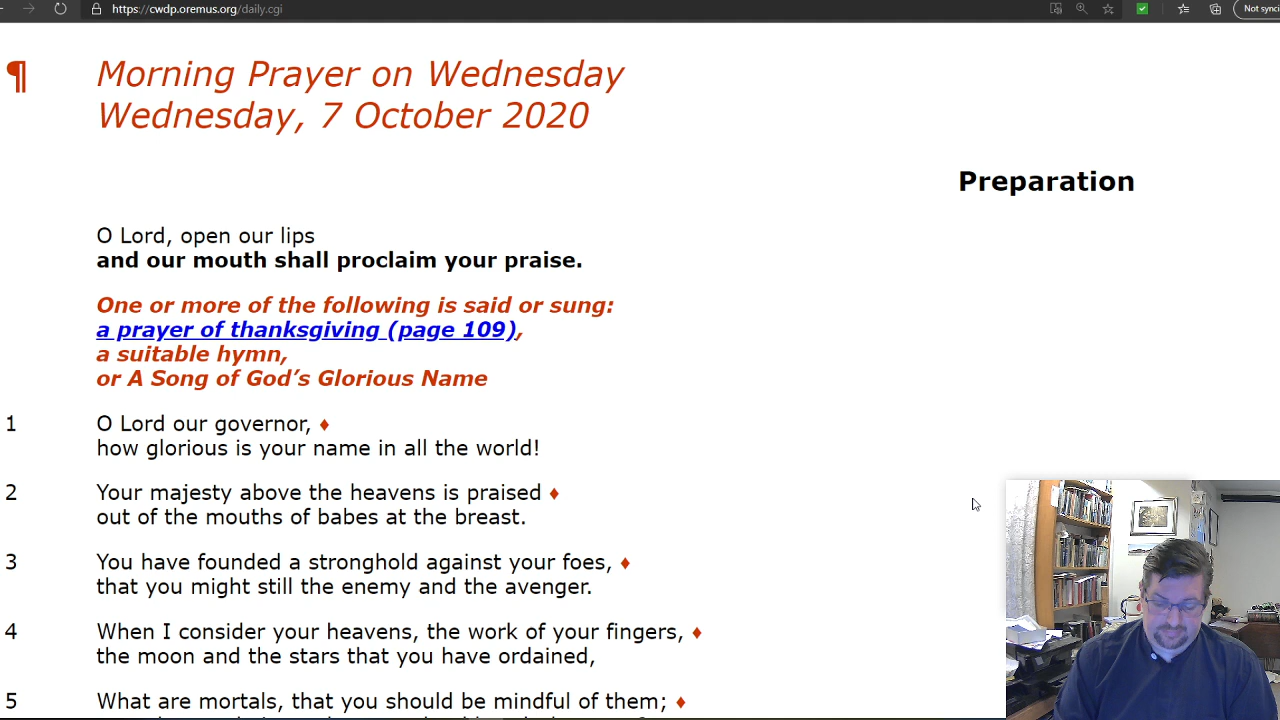 https://cwdp.oremus.org/daily.cgi
Not synci
¶ Morning Prayer on Wednesday
Wednesday, 7 October 2020
Preparation
O Lord, open our lips
and our mouth shall proclaim your praise.
One or more of the following is said or sung:
a prayer of thanksgiving (page 109),
a suitable hymn,
or A Song of God’s Glorious Name
1 O Lord our governor, ♦
how glorious is your name in all the world!
2 Your majesty above the heavens is praised ♦
out of the mouths of babes at the breast.
3 You have founded a stronghold against your foes, ♦
that you might still the enemy and the avenger.
4 When I consider your heavens, the work of your fingers, ♦
the moon and the stars that you have ordained,
5 What are mortals, that you should be mindful of them; ♦